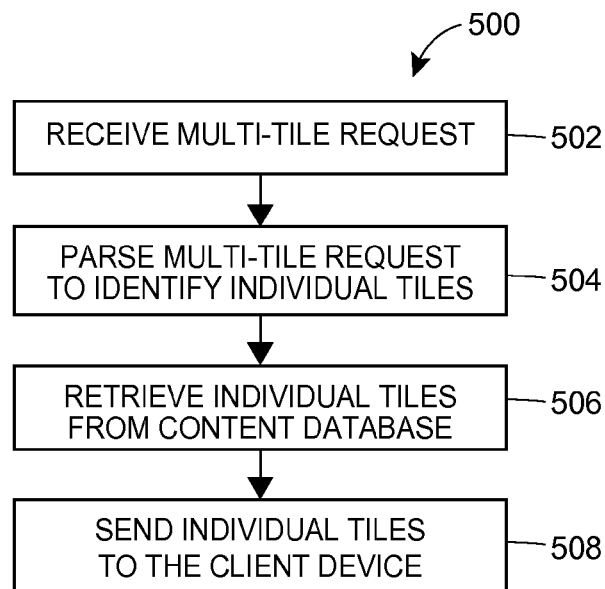 500
RECEIVE MULTI-TILE REQUEST
502
PARSE MULTI-TILE REQUEST
TO IDENTIFY INDIVIDUAL TILES
504
RETRIEVE INDIVIDUAL TILES
FROM CONTENT DATABASE
506
SEND INDIVIDUAL TILES
TO THE CLIENT DEVICE
508